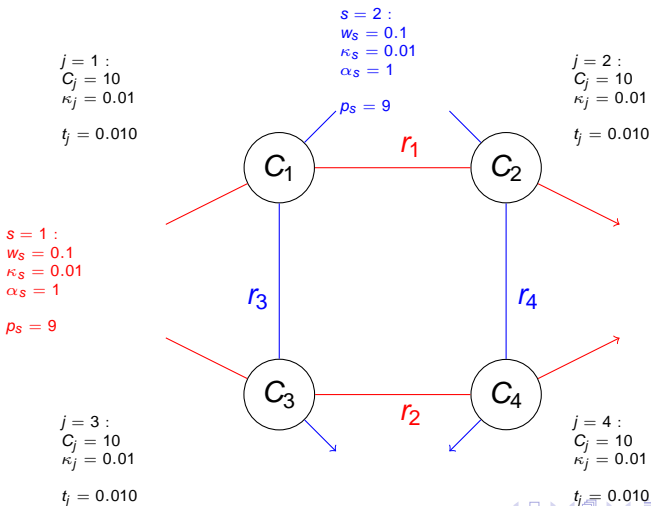 s = 2 :
w_s = 0.1
κ_s = 0.01
α_s = 1
p_s = 9
j = 1 :
C_j = 10
κ_j = 0.01
t_j = 0.010
j = 2 :
C_j = 10
κ_j = 0.01
t_j = 0.010
C_1
r_1
C_2
s = 1 :
w_s = 0.1
κ_s = 0.01
α_s = 1
p_s = 9
r_3
r_4
C_3
r_2
C_4
j = 3 :
C_j = 10
κ_j = 0.01
t_j = 0.010
j = 4 :
C_j = 10
κ_j = 0.01
t_j = 0.010